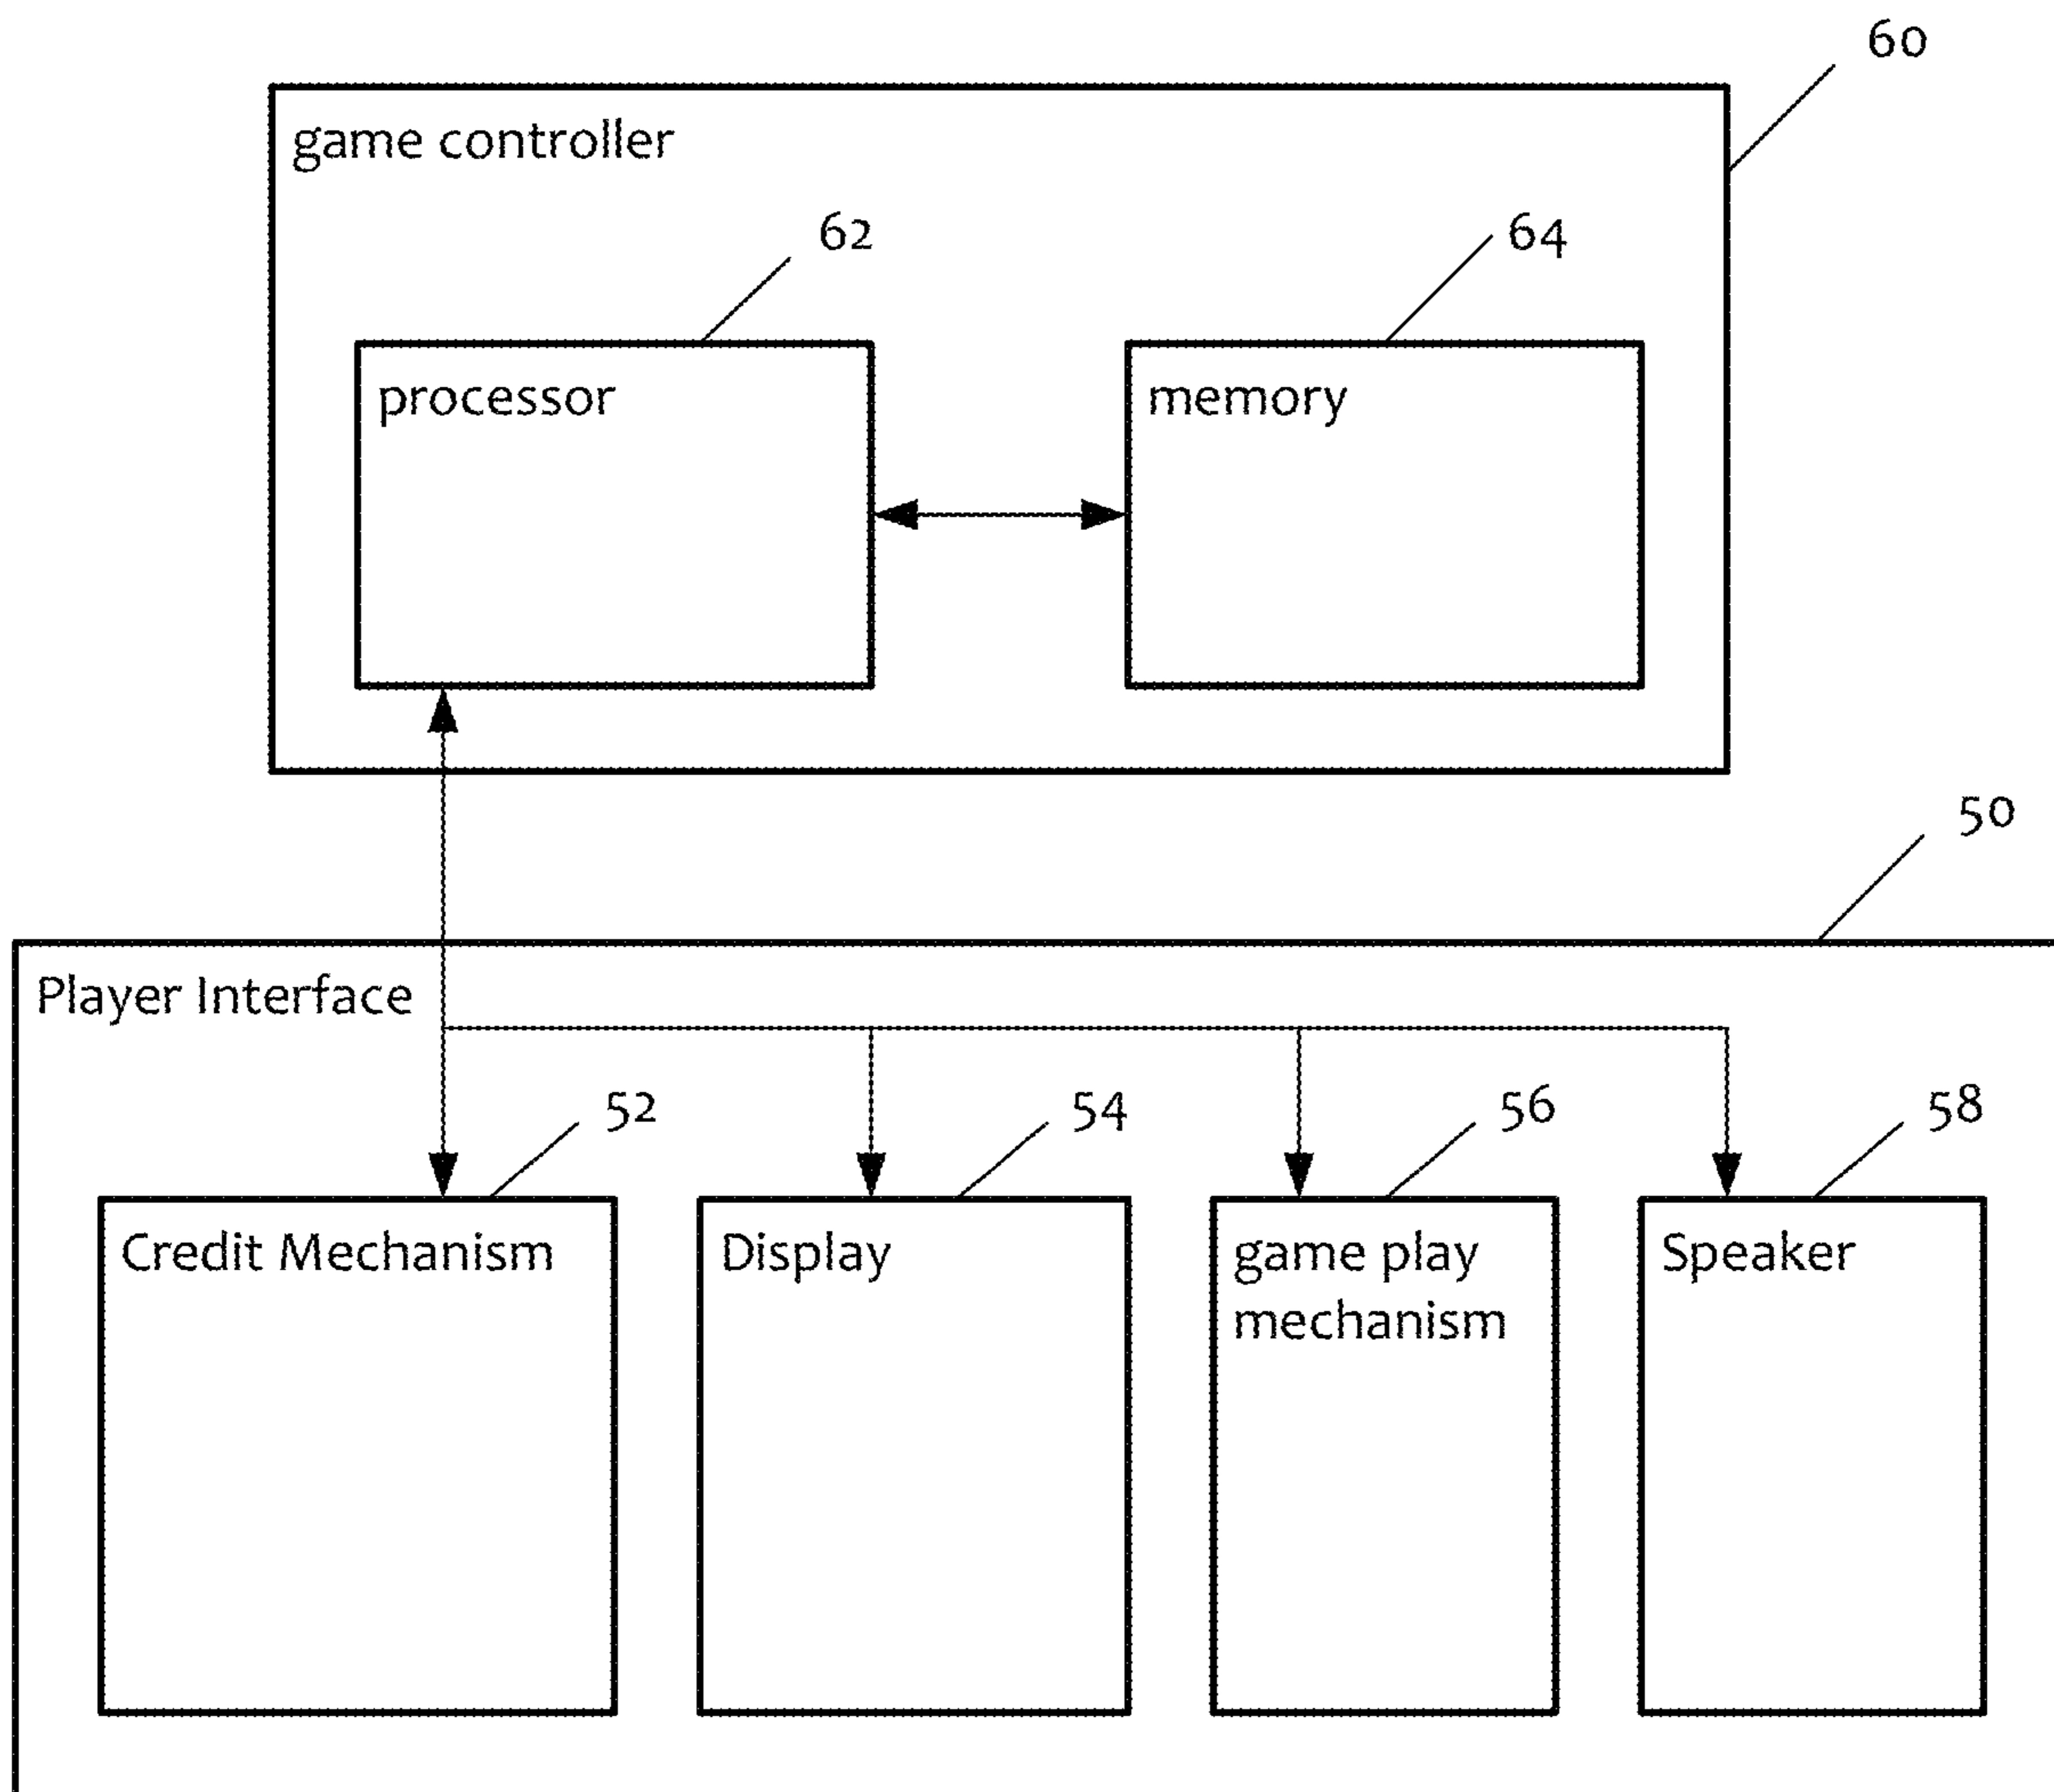 60
game controller
62
64
processor
memory
50
Player Interface
52
54
56
58
Credit Mechanism
Display
game play
mechanism
Speaker